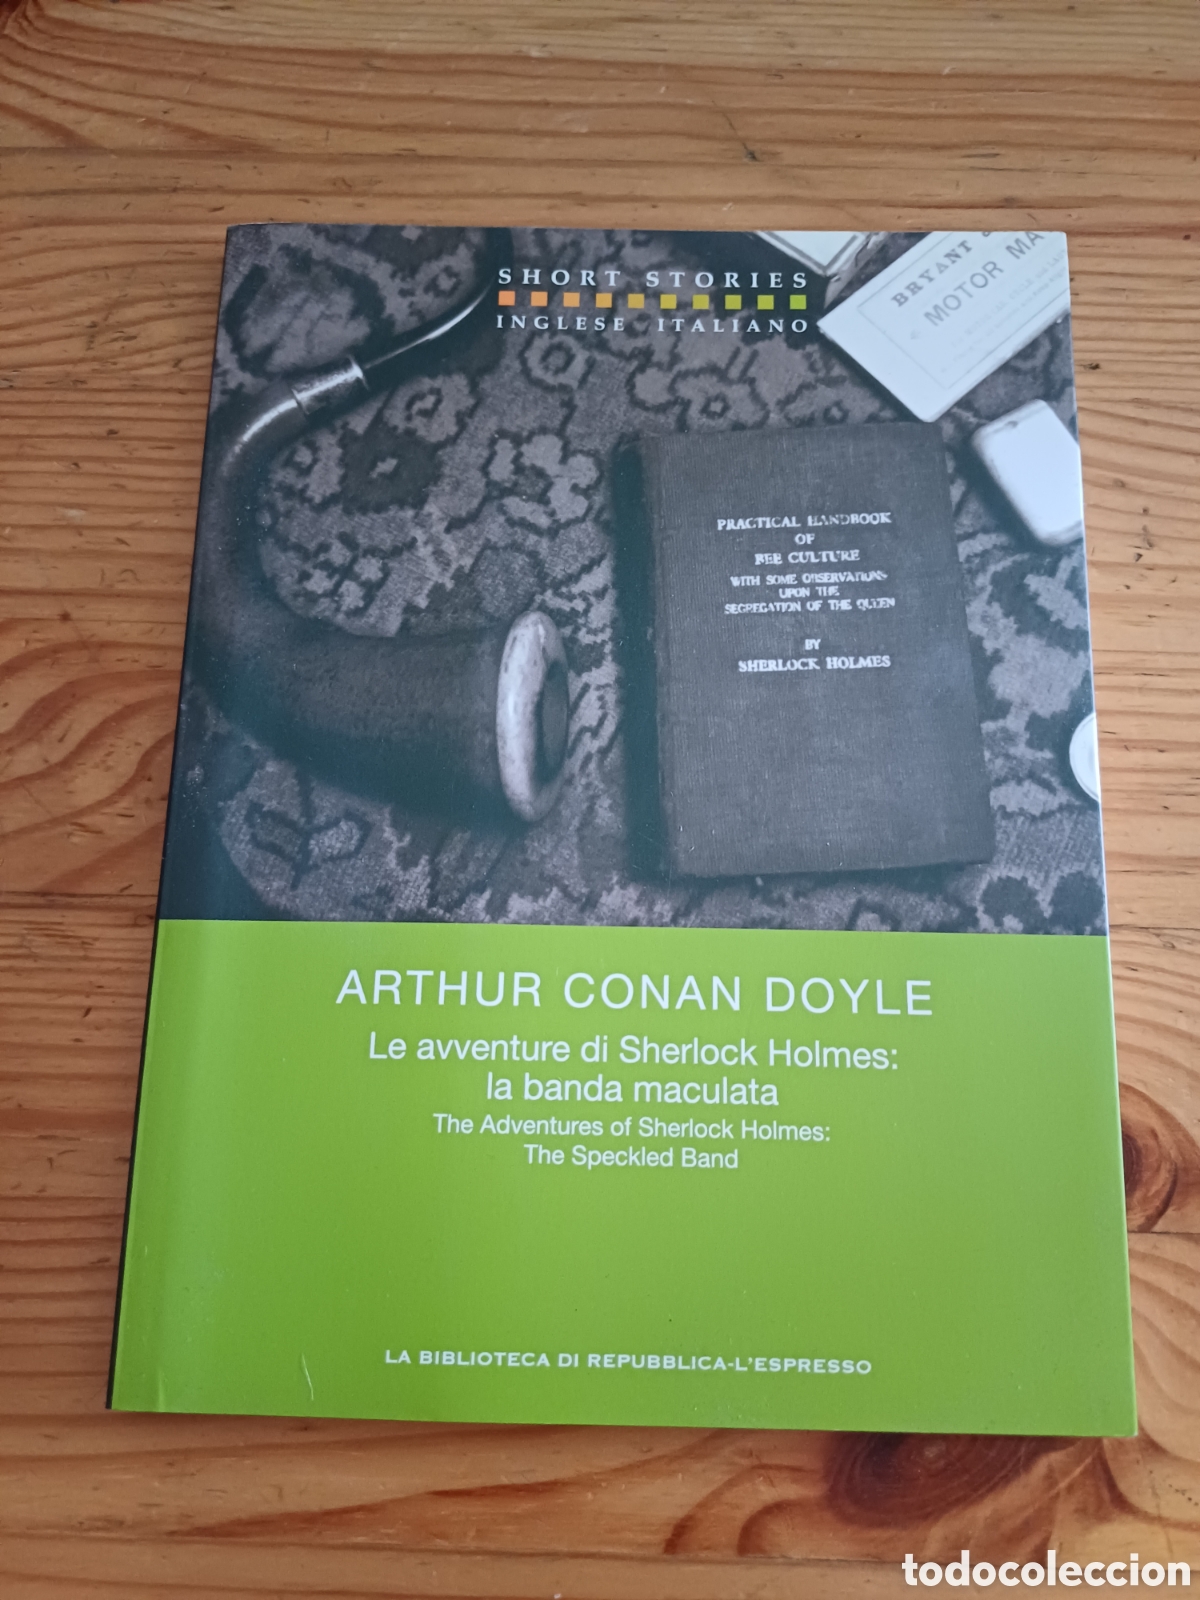 SHORT STORIES
INGLESE ITALIANO
BRYANT &
MOTOR MA
PRACTICAL HANDBOOK
OF
BEE CULTURE
WITH SOME OBSERVATIONS
UPON THE
SEGREGATION OF THE QUEEN
BY
SHERLOCK HOLMES
ARTHUR CONAN DOYLE
Le avventure di Sherlock Holmes:
la banda maculata
The Adventures of Sherlock Holmes:
The Speckled Band
LA BIBLIOTECA DI REPUBBLICA-L'ESPRESSO
todocoleccion